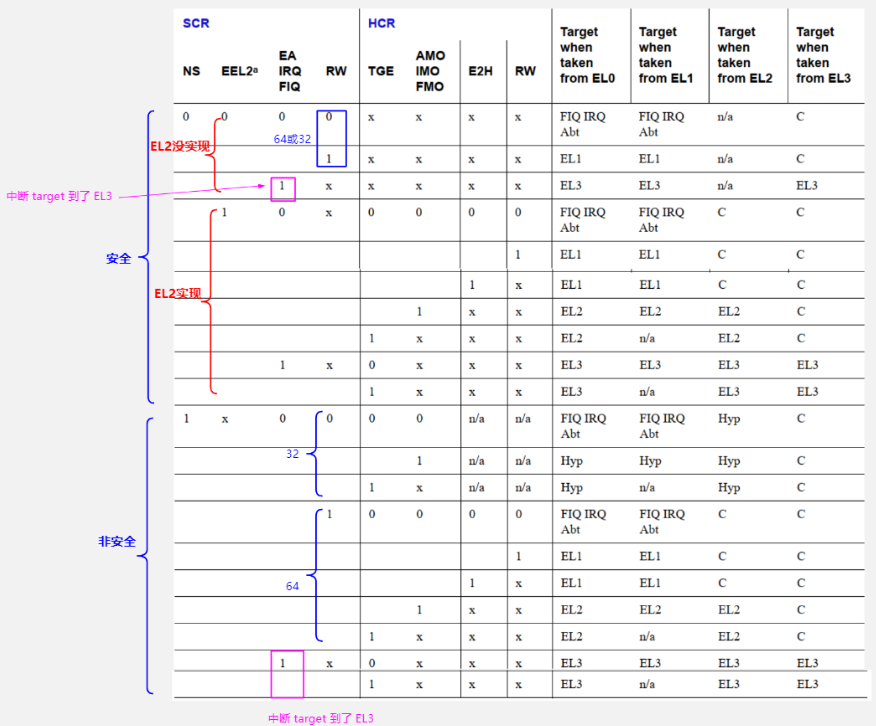 SCR HCR
NS EEL2ᵃ EA IRQ FIQ RW TGE AMO IMO FMO E2H RW Target when taken from EL0 Target when taken from EL1 Target when taken from EL2 Target when taken from EL3
0 0 0 0 x x x x FIQ IRQ Abt FIQ IRQ Abt n/a C
EL2没实现
64或32
1 x x x x EL1 EL1 n/a C
中断 target 到了 EL3
1 x x x x x EL3 EL3 n/a EL3
1 0 x 0 0 0 0 FIQ IRQ Abt FIQ IRQ Abt C C
安全
1 EL1 EL1 C C
EL2实现
1 x EL1 EL1 C C
1 x x EL2 EL2 EL2 C
1 x x x EL2 n/a EL2 C
1 x 0 x x x EL3 EL3 EL3 EL3
1 x x x EL3 n/a EL3 EL3
1 x 0 0 0 0 n/a n/a FIQ IRQ Abt FIQ IRQ Abt Hyp C
32
1 n/a n/a Hyp Hyp Hyp C
1 x n/a n/a Hyp n/a Hyp C
1 0 0 0 0 FIQ IRQ Abt FIQ IRQ Abt C C
非安全
1 EL1 EL1 C C
64
1 x EL1 EL1 C C
1 x x EL2 EL2 EL2 C
1 x x x EL2 n/a EL2 C
1 x 0 x x x EL3 EL3 EL3 EL3
1 x x x EL3 n/a EL3 EL3
中断 target 到了 EL3